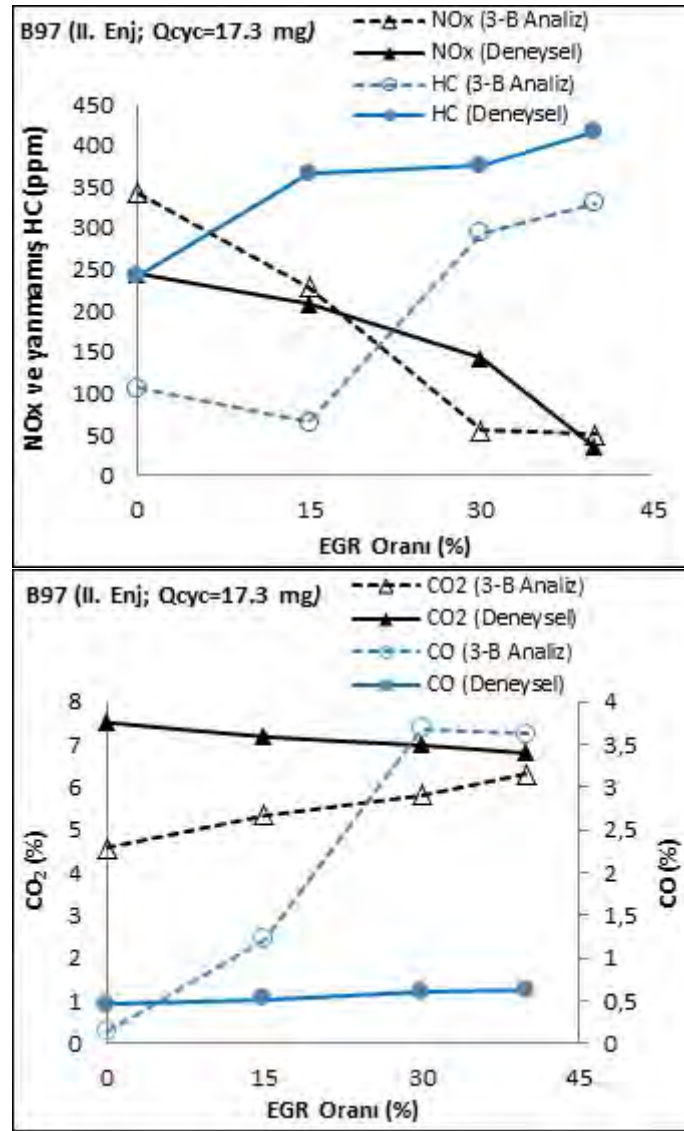 B97 (II. Enj; Qcyc=17.3 mg)
NOx (3-B Analiz)
NOx (Deneysel)
HC (3-B Analiz)
HC (Deneysel)
NOx ve yanmamış HC (ppm)
450
400
350
300
250
200
150
100
50
0
0 15 30 45
EGR Oranı (%)
B97 (II. Enj; Qcyc=17.3 mg)
CO2 (3-B Analiz)
CO2 (Deneysel)
CO (3-B Analiz)
CO (Deneysel)
CO₂ (%)
8
7
6
5
4
3
2
1
0
4
3,5
3
2,5
2
1,5
1
0,5
0
CO (%)
0 15 30 45
EGR Oranı (%)